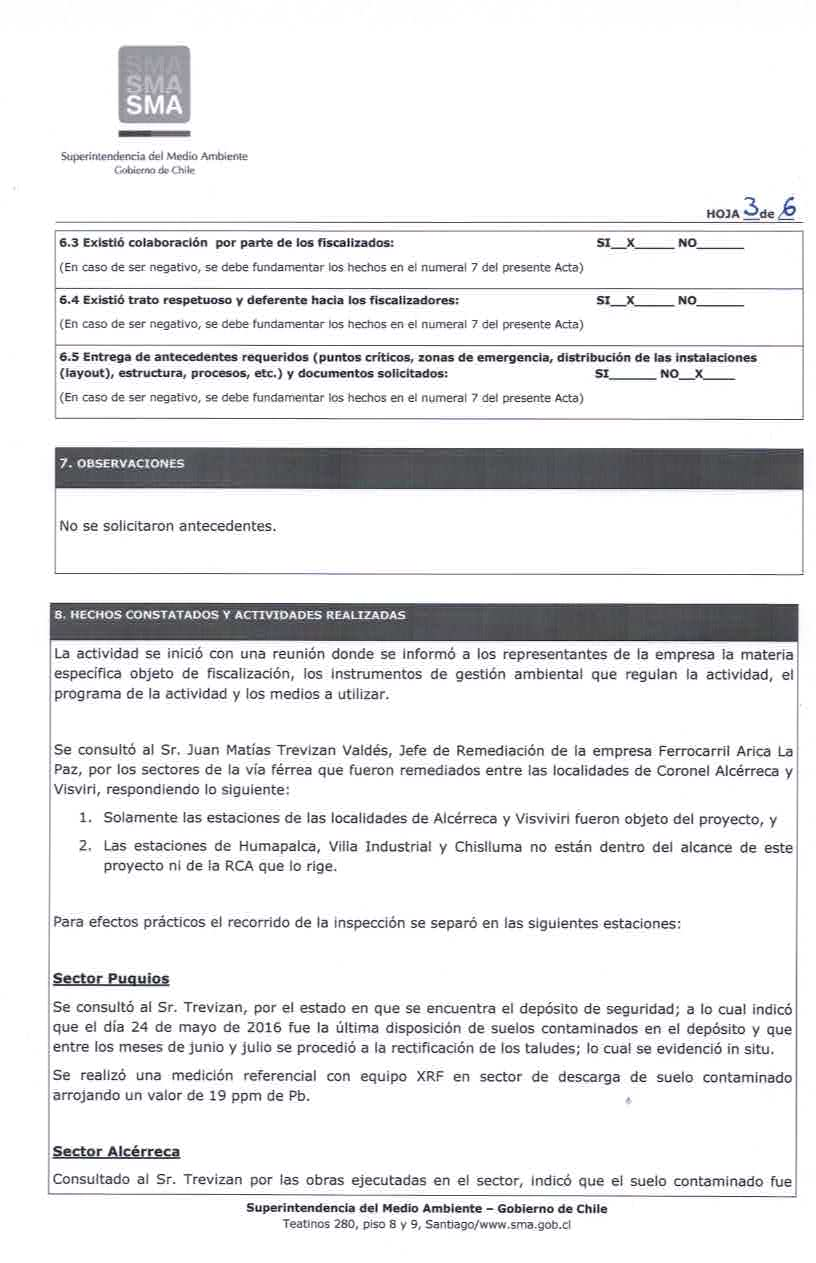 SMA
SMA
SMA
Superintendencia del Medio Ambiente
Gobierno de Chile
HOJA 3 de 6
6.3 Existió colaboración por parte de los fiscalizados: SI__X_____ NO______
(En caso de ser negativo, se debe fundamentar los hechos en el numeral 7 del presente Acta)
6.4 Existió trato respetuoso y deferente hacia los fiscalizadores: SI__X_____ NO______
(En caso de ser negativo, se debe fundamentar los hechos en el numeral 7 del presente Acta)
6.5 Entrega de antecedentes requeridos (puntos críticos, zonas de emergencia, distribución de las instalaciones
(layout), estructura, procesos, etc.) y documentos solicitados: SI______ NO__X____
(En caso de ser negativo, se debe fundamentar los hechos en el numeral 7 del presente Acta)
7. OBSERVACIONES
No se solicitaron antecedentes.
8. HECHOS CONSTATADOS Y ACTIVIDADES REALIZADAS
La actividad se inició con una reunión donde se informó a los representantes de la empresa la materia
específica objeto de fiscalización, los instrumentos de gestión ambiental que regulan la actividad, el
programa de la actividad y los medios a utilizar.
Se consultó al Sr. Juan Matías Trevizan Valdés, Jefe de Remediación de la empresa Ferrocarril Arica La
Paz, por los sectores de la vía férrea que fueron remediados entre las localidades de Coronel Alcérreca y
Visviri, respondiendo lo siguiente:
1. Solamente las estaciones de las localidades de Alcérreca y Visviviri fueron objeto del proyecto, y
2. Las estaciones de Humapalca, Villa Industrial y Chislluma no están dentro del alcance de este
proyecto ni de la RCA que lo rige.
Para efectos prácticos el recorrido de la inspección se separó en las siguientes estaciones:
Sector Puquios
Se consultó al Sr. Trevizan, por el estado en que se encuentra el depósito de seguridad; a lo cual indicó
que el día 24 de mayo de 2016 fue la última disposición de suelos contaminados en el depósito y que
entre los meses de junio y julio se procedió a la rectificación de los taludes; lo cual se evidenció in situ.
Se realizó una medición referencial con equipo XRF en sector de descarga de suelo contaminado
arrojando un valor de 19 ppm de Pb.
Sector Alcérreca
Consultado al Sr. Trevizan por las obras ejecutadas en el sector, indicó que el suelo contaminado fue
Superintendencia del Medio Ambiente – Gobierno de Chile
Teatinos 280, piso 8 y 9, Santiago/www.sma.gob.cl